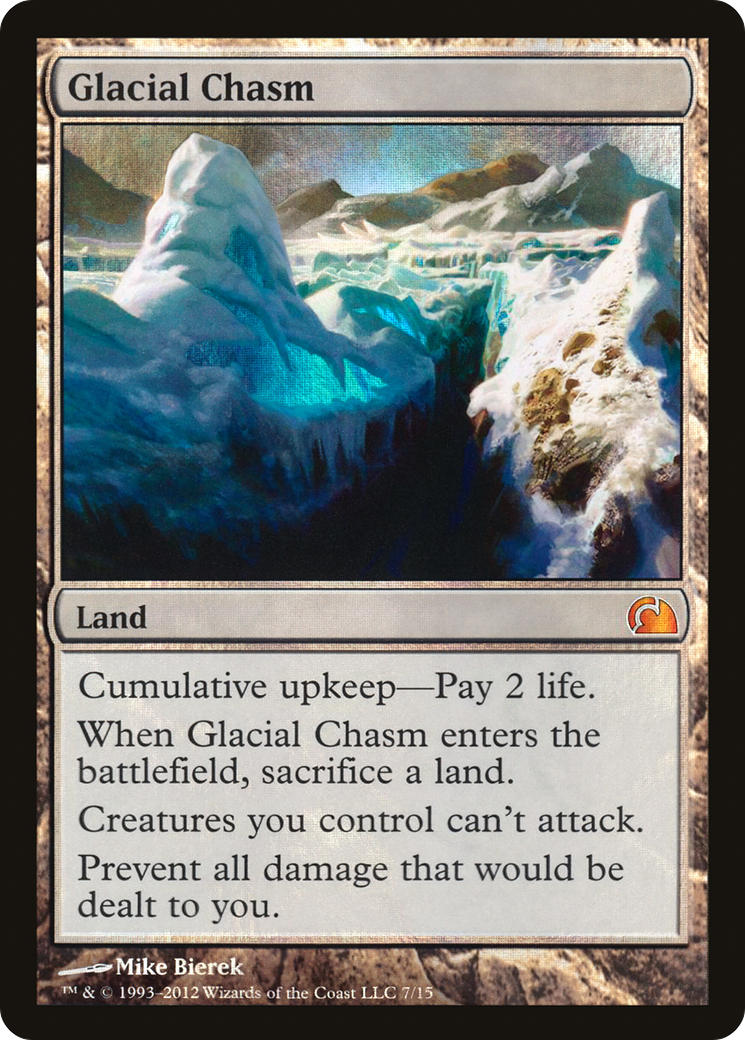 Glacial Chasm
Land
Cumulative upkeep—Pay 2 life.
When Glacial Chasm enters the
battlefield, sacrifice a land.
Creatures you control can't attack.
Prevent all damage that would be
dealt to you.
Mike Bierek
™ & © 1993–2012 Wizards of the Coast LLC 7/15